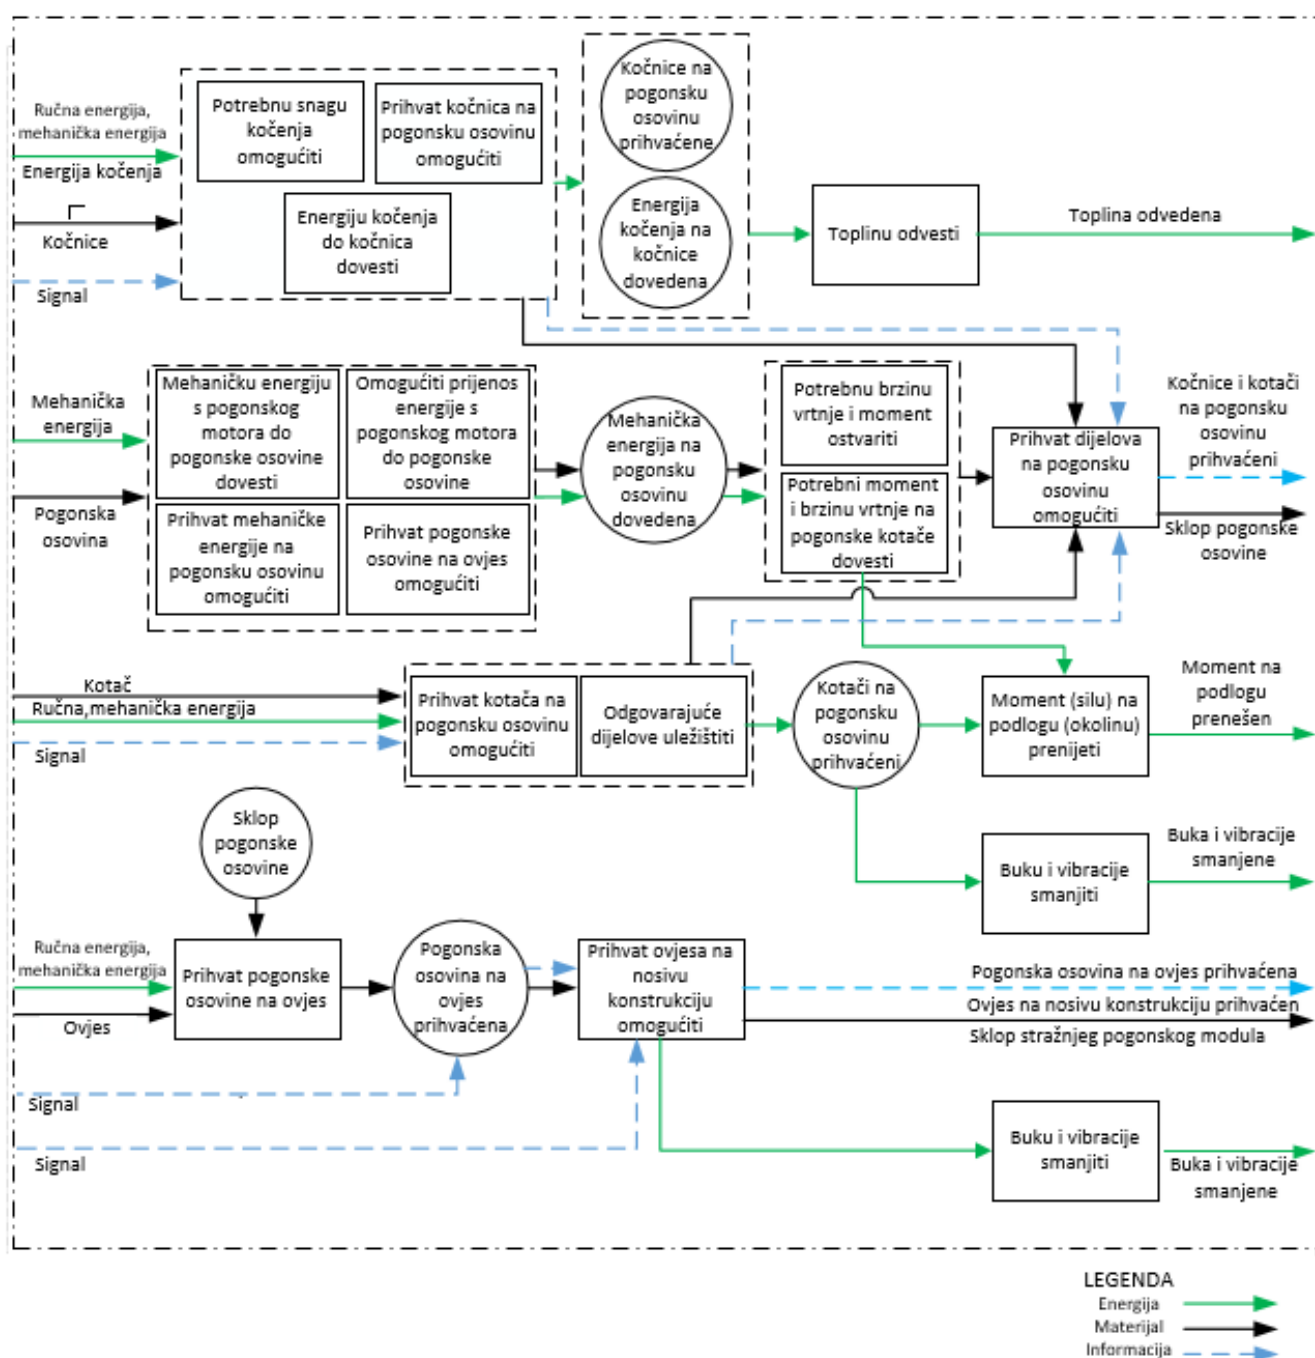 Ručna energija,
mehanička energija
Energija kočenja
Kočnice
Signal
Potrebnu snagu
kočenja
omogućiti
Prihvat kočnica na
pogonsku osovinu
omogućiti
Energiju kočenja
do kočnica
dovesti
Kočnice na
pogonsku
osovinu
prihvaćene
Energija
kočenja na
kočnice
dovedena
Toplinu odvesti
Toplina odvedena
Mehanička
energija
Pogonska
osovina
Mehaničku energiju
s pogonskog
motora do
pogonske osovine
dovesti
Omogućiti prijenos
energije s
pogonskog motora
do pogonske
osovine
Prihvat mehaničke
energije na
pogonsku osovinu
omogućiti
Prihvat pogonske
osovine na ovjes
omogućiti
Mehanička
energija na
pogonsku
osovinu
dovedena
Potrebnu brzinu
vrtnje i moment
ostvariti
Potrebni moment
i brzinu vrtnje na
pogonske kotače
dovesti
Prihvat dijelova
na pogonsku
osovinu
omogućiti
Kočnice i kotači
na pogonsku
osovinu
prihvaćeni
Sklop pogonske
osovine
Kotač
Ručna,mehanička energija
Signal
Prihvat kotača na
pogonsku osovinu
omogućiti
Odgovarajuće
dijelove uležištiti
Kotači na
pogonsku
osovinu
prihvaćeni
Moment (silu) na
podlogu (okolinu)
prenijeti
Moment na
podlogu
prenešen
Buku i vibracije
smanjiti
Buka i vibracije
smanjene
Sklop
pogonske
osovine
Ručna energija,
mehanička energija
Ovjes
Prihvat pogonske
osovine na ovjes
Pogonska
osovina na
ovjes
prihvaćena
Prihvat ovjesa na
nosivu
konstrukciju
omogućiti
Pogonska osovina na ovjes prihvaćena
Ovjes na nosivu konstrukciju prihvaćen
Sklop stražnjeg pogonskog modula
Signal
Signal
Buku i vibracije
smanjiti
Buka i vibracije
smanjene
LEGENDA
Energija
Materijal
Informacija